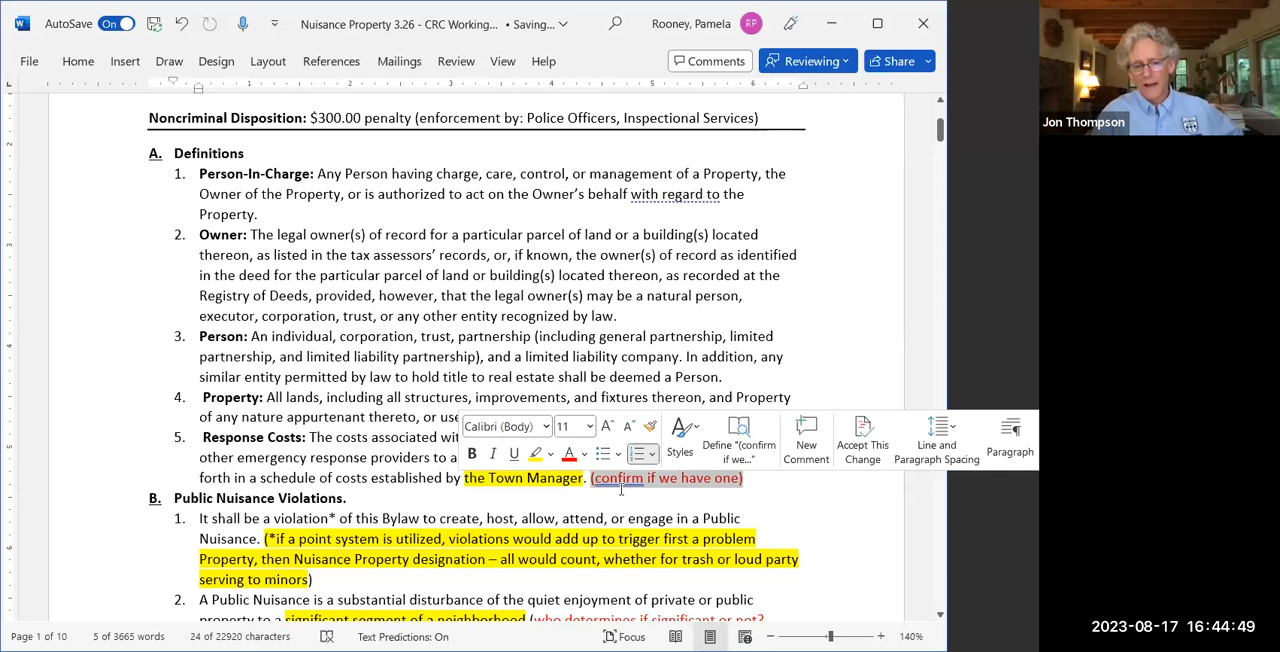 AutoSave On Nuisance Property 3.26 - CRC Working... • Saving... Rooney, Pamela RP
File Home Insert Draw Design Layout References Mailings Review View Help Comments Reviewing Share
Jon Thompson
Noncriminal Disposition: $300.00 penalty (enforcement by: Police Officers, Inspectional Services)
A. Definitions
1. Person-In-Charge: Any Person having charge, care, control, or management of a Property, the
Owner of the Property, or is authorized to act on the Owner's behalf with regard to the
Property.
2. Owner: The legal owner(s) of record for a particular parcel of land or a building(s) located
thereon, as listed in the tax assessors' records, or, if known, the owner(s) of record as identified
in the deed for the particular parcel of land or building(s) located thereon, as recorded at the
Registry of Deeds, provided, however, that the legal owner(s) may be a natural person,
executor, corporation, trust, or any other entity recognized by law.
3. Person: An individual, corporation, trust, partnership (including general partnership, limited
partnership, and limited liability partnership), and a limited liability company. In addition, any
similar entity permitted by law to hold title to real estate shall be deemed a Person.
4. Property: All lands, including all structures, improvements, and fixtures thereon, and Property
of any nature appurtenant thereto, or use
5. Response Costs: The costs associated wit
other emergency response providers to a
forth in a schedule of costs established by the Town Manager. (confirm if we have one)
Calibri (Body) 11 A A
B I U A Styles Define "(confirm if we..." New Comment Accept This Change Line and Paragraph Spacing Paragraph
B. Public Nuisance Violations.
1. It shall be a violation* of this Bylaw to create, host, allow, attend, or engage in a Public
Nuisance. (*if a point system is utilized, violations would add up to trigger first a problem
Property, then Nuisance Property designation – all would count, whether for trash or loud party
serving to minors)
2. A Public Nuisance is a substantial disturbance of the quiet enjoyment of private or public
property to a significant segment of a neighborhood (who determines if significant or not?
Page 1 of 10 5 of 3665 words 24 of 22920 characters Text Predictions: On Focus 140%
2023-08-17 16:44:49